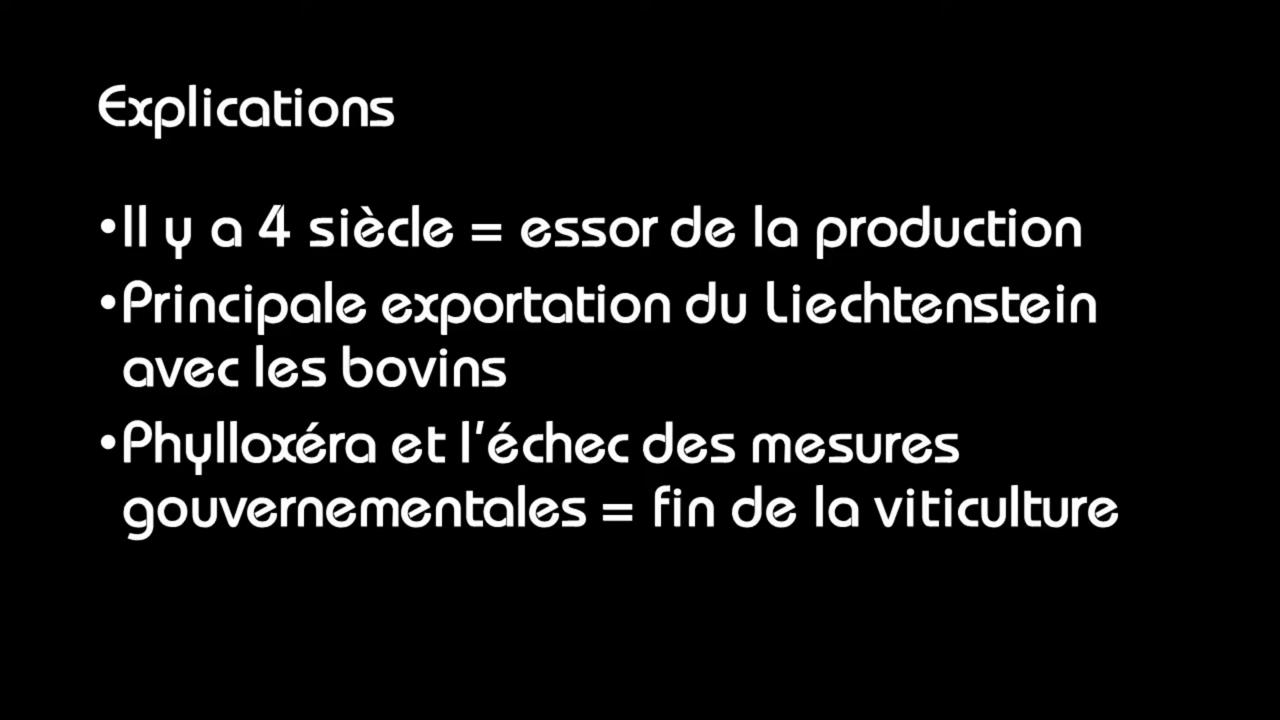 Explications
•Il y a 4 siècle = essor de la production
•Principale exportation du Liechtenstein
avec les bovins
•Phylloxéra et l'échec des mesures
gouvernementales = fin de la viticulture